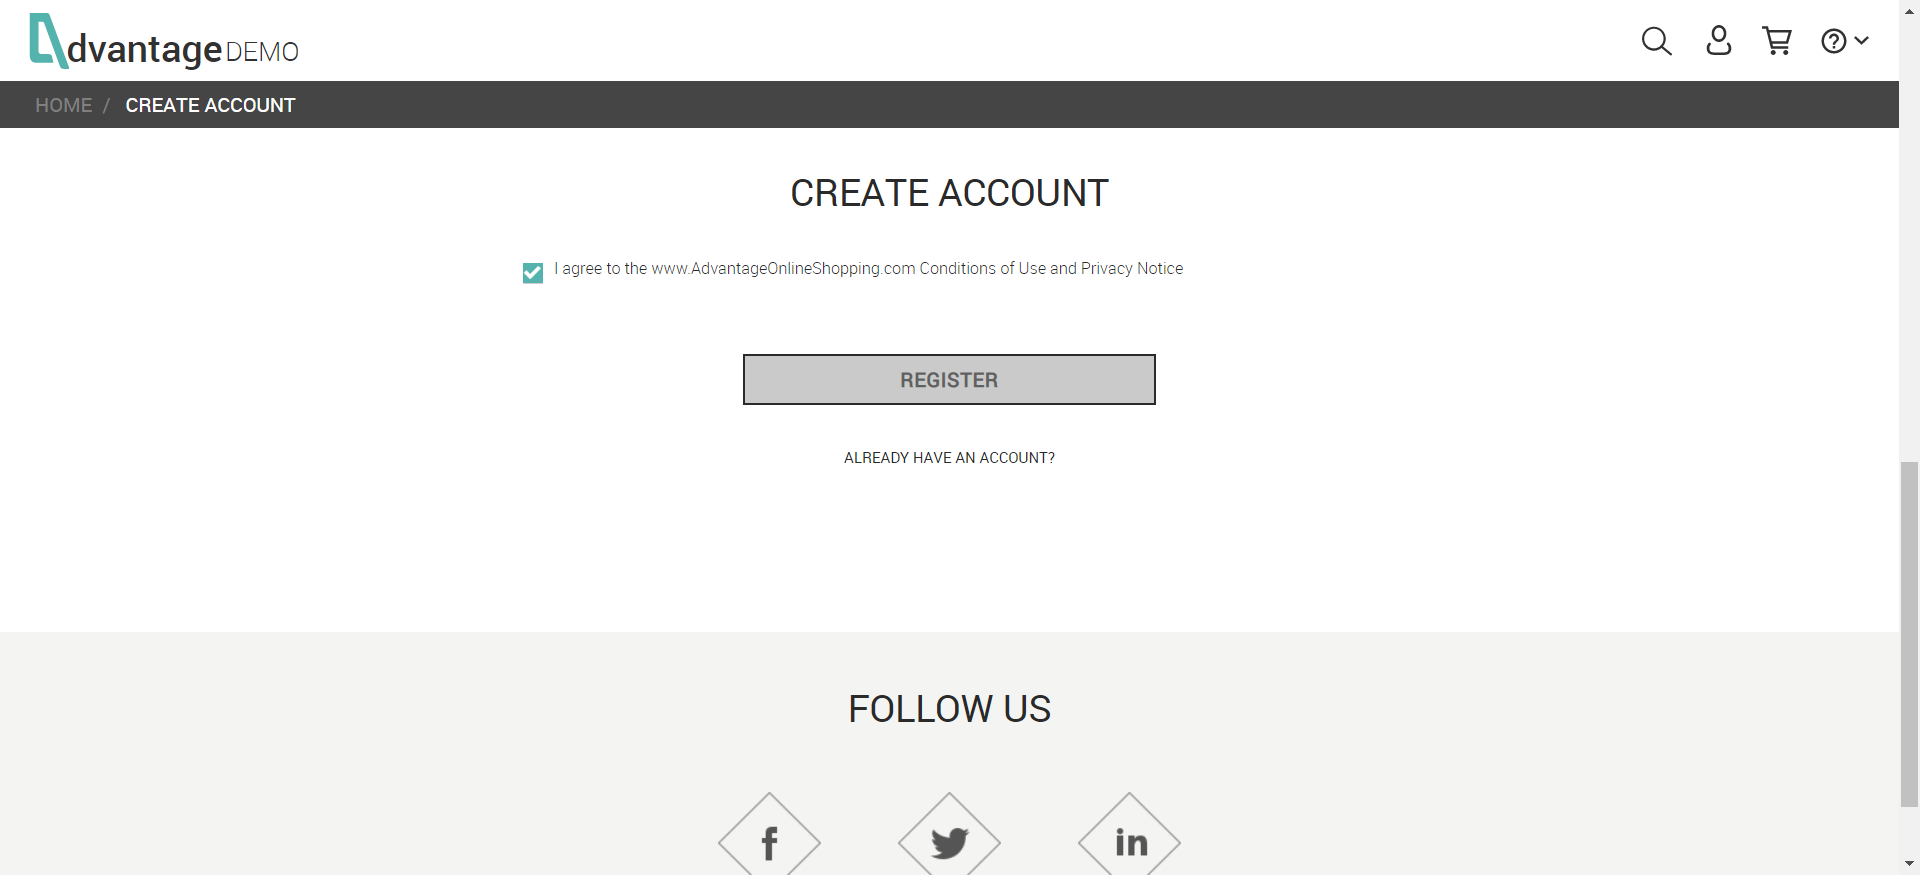 dvantage DEMO
HOME / CREATE ACCOUNT
CREATE ACCOUNT
I agree to the www.AdvantageOnlineShopping.com Conditions of Use and Privacy Notice
REGISTER
ALREADY HAVE AN ACCOUNT?
FOLLOW US
f
in